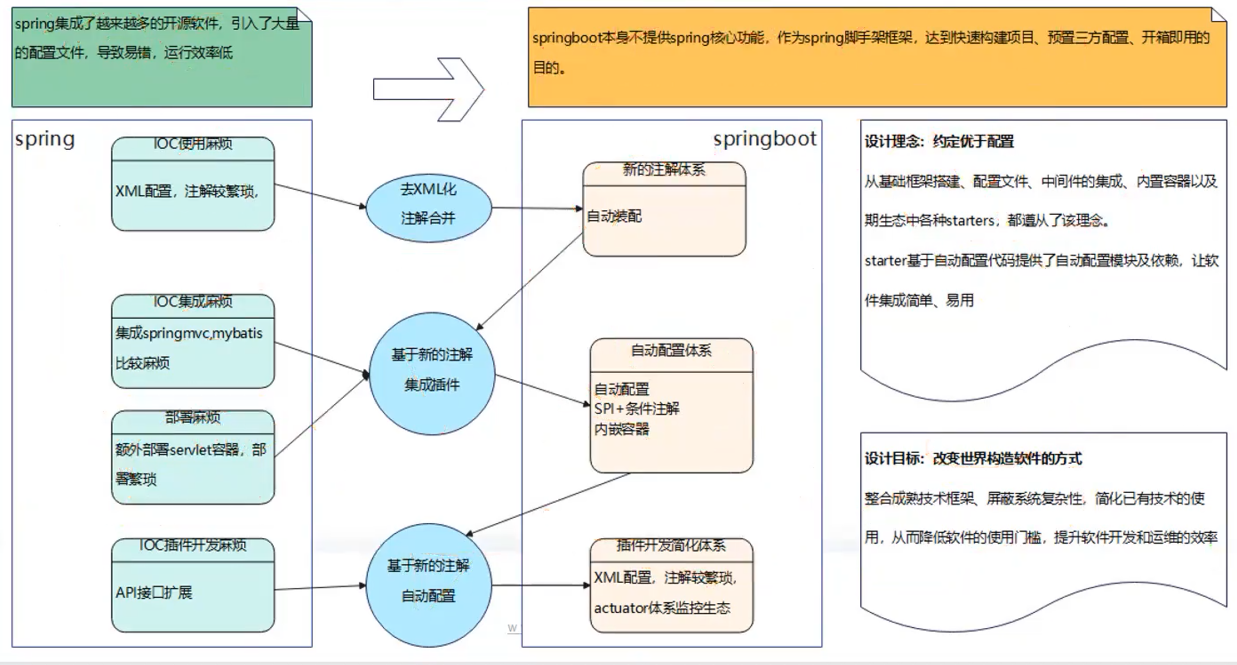 spring集成了越来越多的开源软件，引入了大量
的配置文件，导致易错，运行效率低
springboot本身不提供spring核心功能，作为spring脚手架框架，达到快速构建项目、预置三方配置、开箱即用的
目的。
spring
IOC使用麻烦
XML配置，注解较繁琐，
IOC集成麻烦
集成springmvc,mybatis
比较麻烦
部署麻烦
额外部署servlet容器，部
署繁琐
IOC插件开发麻烦
API接口扩展
去XML化
注解合并
基于新的注解
集成插件
基于新的注解
自动配置
W
springboot
新的注解体系
自动装配
自动配置体系
自动配置
SPI+条件注解
内嵌容器
插件开发简化体系
XML配置，注解较繁琐，
actuator体系监控生态
设计理念：约定优于配置
从基础框架搭建、配置文件、中间件的集成、内置容器以及
期生态中各种starters，都遵从了该理念。
starter基于自动配置代码提供了自动配置模块及依赖，让软
件集成简单、易用
设计目标：改变世界构造软件的方式
整合成熟技术框架、屏蔽系统复杂性，简化已有技术的使
用，从而降低软件的使用门槛，提升软件开发和运维的效率